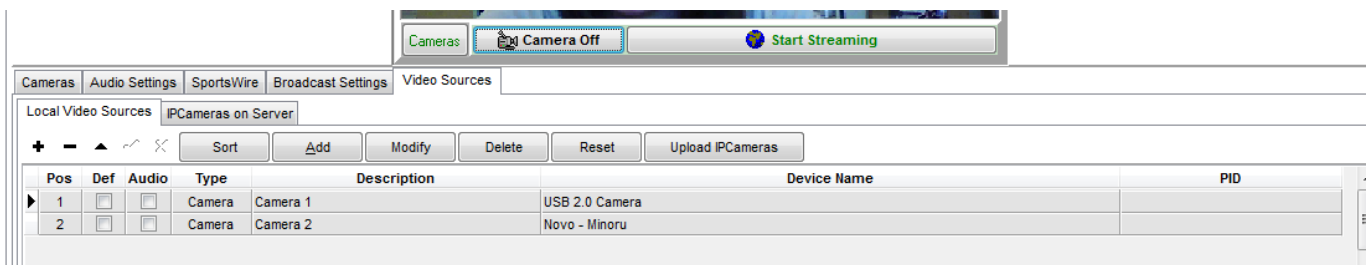 Cameras Camera Off Start Streaming
Cameras Audio Settings SportsWire Broadcast Settings Video Sources
Local Video Sources IPCameras on Server
Sort Add Modify Delete Reset Upload IPCameras
Pos Def Audio Type Description Device Name PID
1 Camera Camera 1 USB 2.0 Camera
2 Camera Camera 2 Novo - Minoru